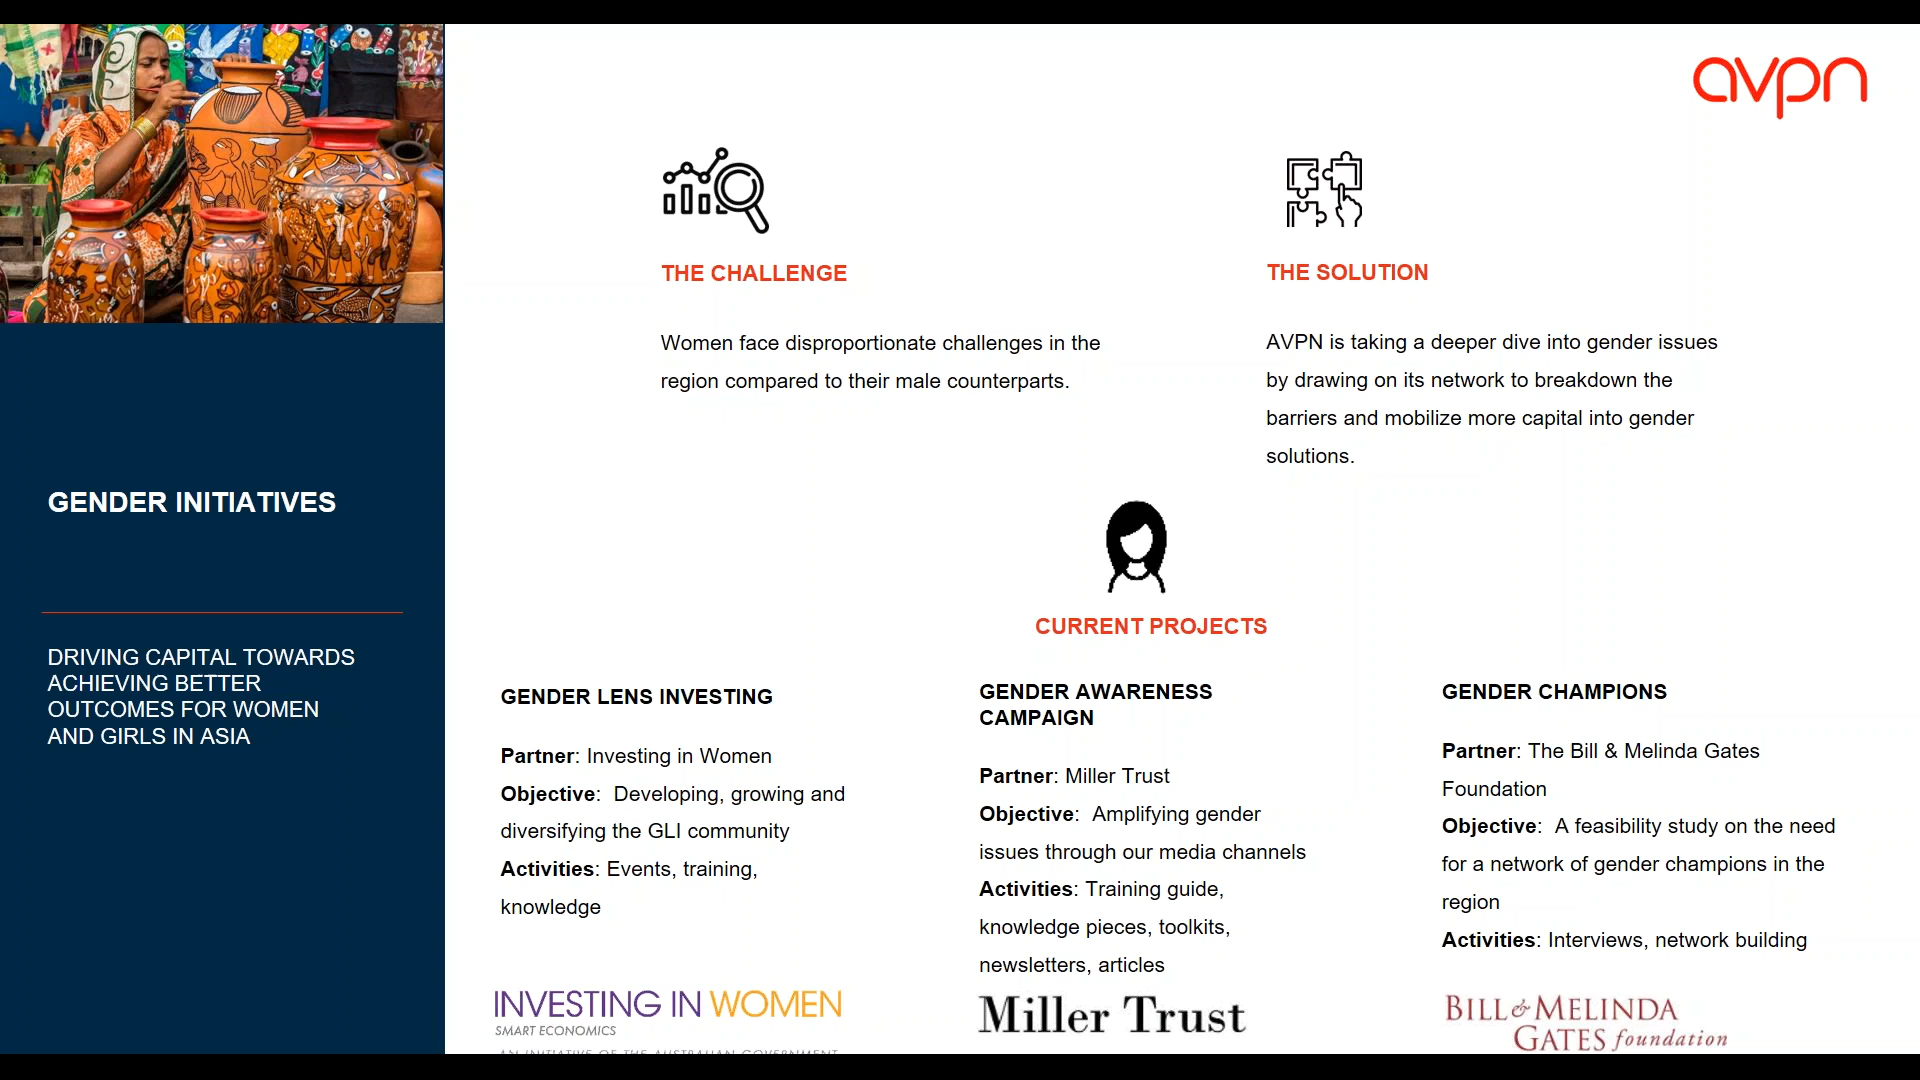 avpn
GENDER INITIATIVES
DRIVING CAPITAL TOWARDS
ACHIEVING BETTER
OUTCOMES FOR WOMEN
AND GIRLS IN ASIA
THE CHALLENGE
Women face disproportionate challenges in the
region compared to their male counterparts.
THE SOLUTION
AVPN is taking a deeper dive into gender issues
by drawing on its network to breakdown the
barriers and mobilize more capital into gender
solutions.
CURRENT PROJECTS
GENDER LENS INVESTING
Partner: Investing in Women
Objective:  Developing, growing and
diversifying the GLI community
Activities: Events, training,
knowledge
INVESTING IN WOMEN
SMART ECONOMICS
AN INITIATIVE OF THE AUSTRALIAN GOVERNMENT
GENDER AWARENESS
CAMPAIGN
Partner: Miller Trust
Objective:  Amplifying gender
issues through our media channels
Activities: Training guide,
knowledge pieces, toolkits,
newsletters, articles
Miller Trust
GENDER CHAMPIONS
Partner: The Bill & Melinda Gates
Foundation
Objective:  A feasibility study on the need
for a network of gender champions in the
region
Activities: Interviews, network building
BILL & MELINDA
GATES foundation